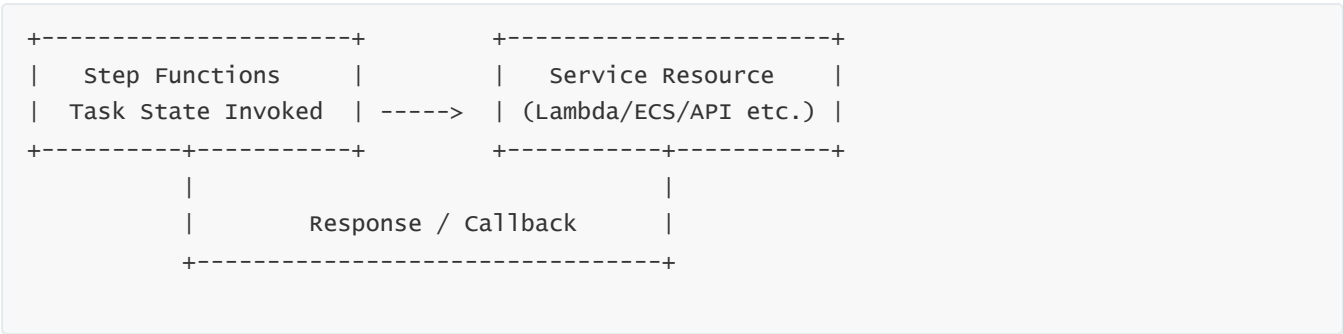 +----------------------+         +-----------------------+
|   Step Functions     |         |   Service Resource    |
|  Task State Invoked  | ----->  | (Lambda/ECS/API etc.) |
+----------+-----------+         +-----------+-----------+
           |                                 |
           |        Response / Callback      |
           +---------------------------------+